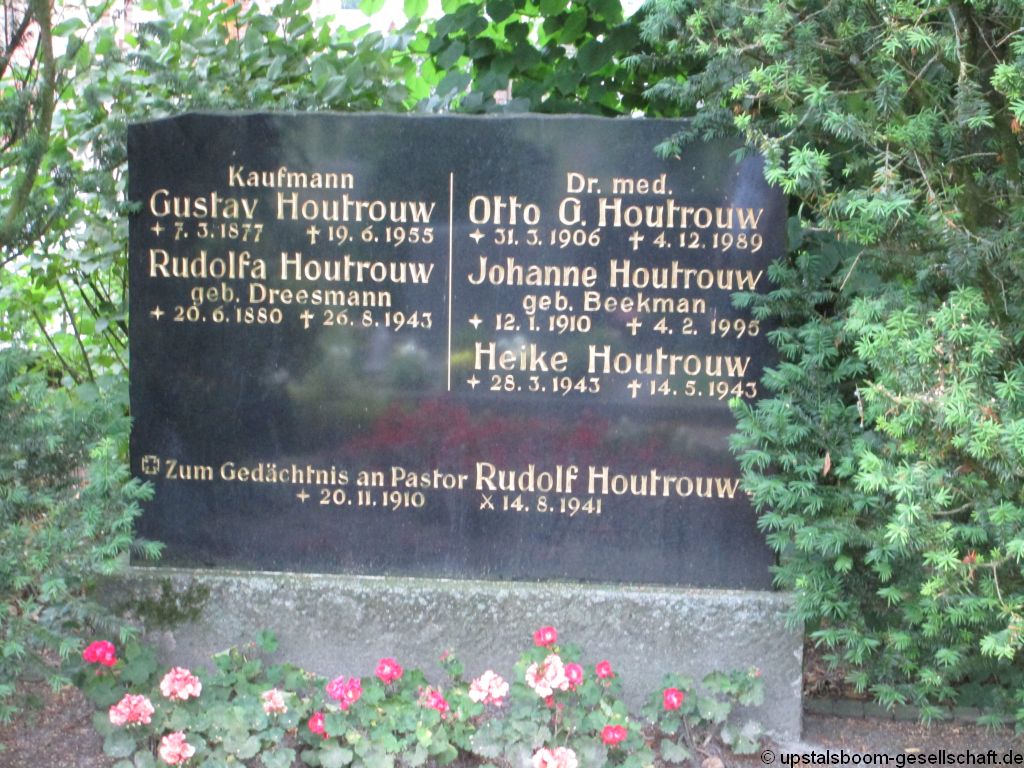 Kaufmann
Gustav Houtrouw
+ 7. 3. 1877 ✝ 19. 6. 1955
Rudolfa Houtrouw
geb. Dreesmann
+ 20. 6. 1880 ✝ 26. 8. 1943
Dr. med.
Otto G. Houtrouw
+ 31. 3. 1906 ✝ 4. 12. 1989
Johanne Houtrouw
geb. Beekman
+ 12. 1. 1910 ✝ 4. 2. 1995
Heike Houtrouw
+ 28. 3. 1943 ✝ 14. 5. 1943
Zum Gedächtnis an Pastor Rudolf Houtrouw
+ 20. 11. 1910 ⚔ 14. 8. 1941
© upstalsboom-gesellschaft.de